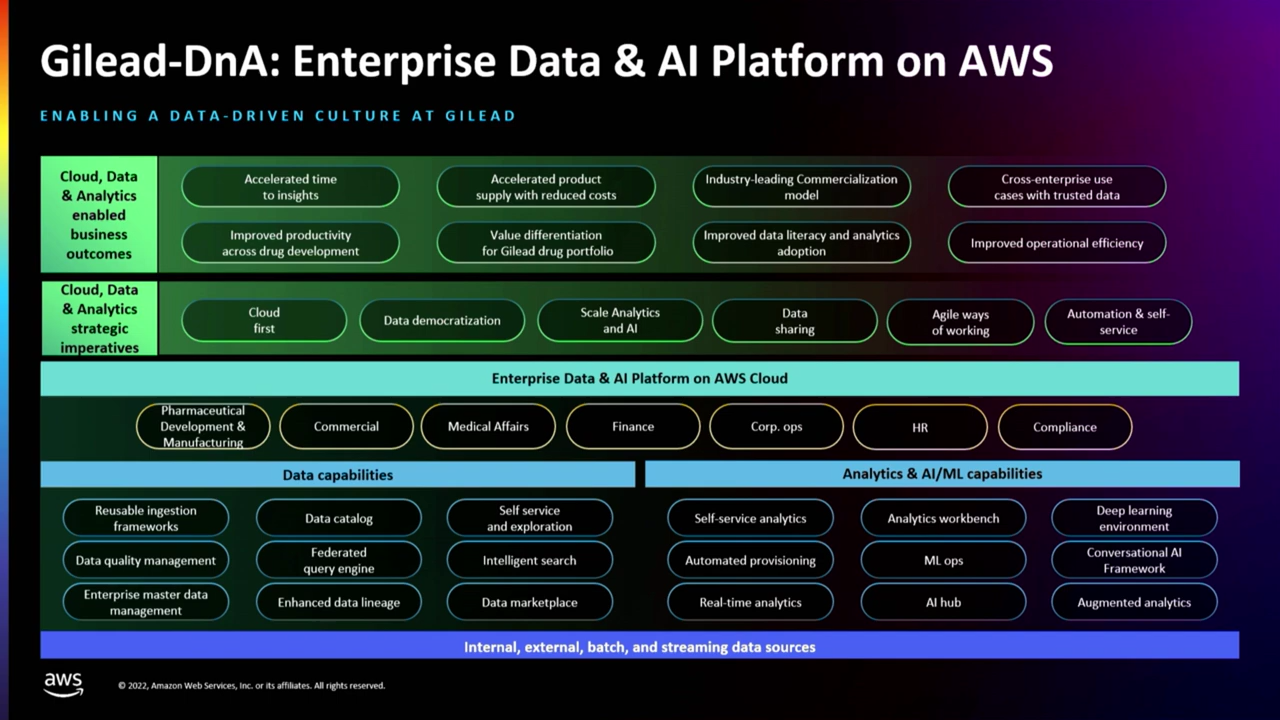 Gilead-DnA: Enterprise Data & AI Platform on AWS
ENABLING A DATA-DRIVEN CULTURE AT GILEAD
Cloud, Data
& Analytics
enabled
business
outcomes
Accelerated time
to insights
Accelerated product
supply with reduced costs
Industry-leading Commercialization
model
Cross-enterprise use
cases with trusted data
Improved productivity
across drug development
Value differentiation
for Gilead drug portfolio
Improved data literacy and analytics
adoption
Improved operational efficiency
Cloud, Data
& Analytics
strategic
imperatives
Cloud
first
Data democratization
Scale Analytics
and AI
Data
sharing
Agile ways
of working
Automation & self-
service
Enterprise Data & AI Platform on AWS Cloud
Pharmaceutical
Development &
Manufacturing
Commercial
Medical Affairs
Finance
Corp. ops
HR
Compliance
Data capabilities
Reusable ingestion
frameworks
Data catalog
Self service
and exploration
Data quality management
Federated
query engine
Intelligent search
Enterprise master data
management
Enhanced data lineage
Data marketplace
Analytics & AI/ML capabilities
Self-service analytics
Analytics workbench
Deep learning
environment
Automated provisioning
ML ops
Conversational AI
Framework
Real-time analytics
AI hub
Augmented analytics
Internal, external, batch, and streaming data sources
aws
© 2022, Amazon Web Services, Inc. or its affiliates. All rights reserved.